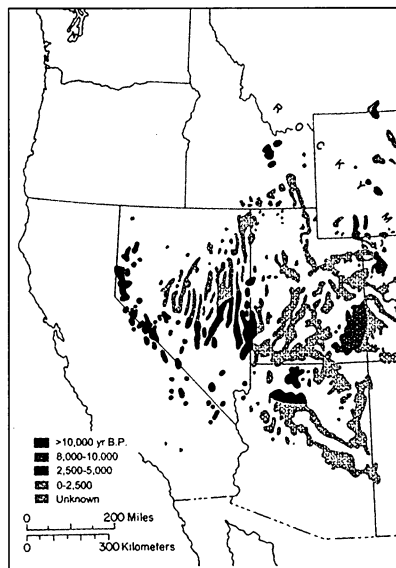 R O C K
>10,000 yr B.P.
8,000-10,000
2,500-5,000
0-2,500
Unknown
0 200 Miles
0 300 Kilometers